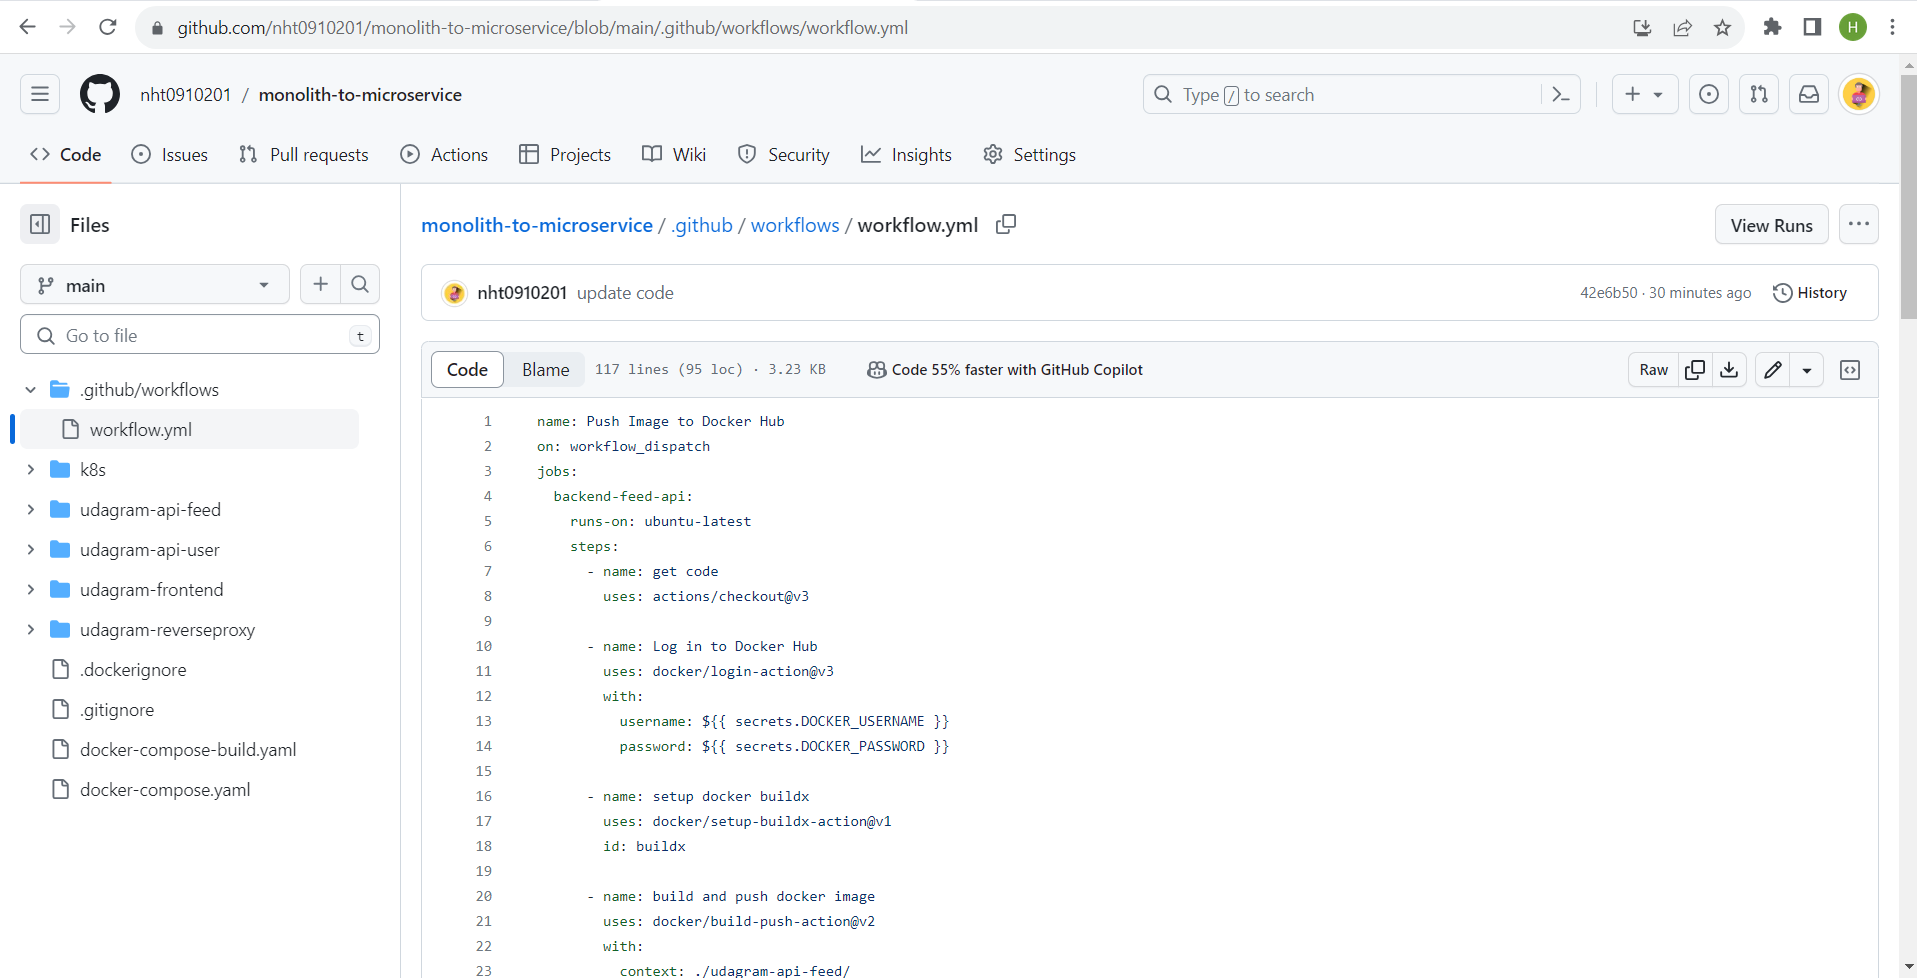 github.com/nht0910201/monolith-to-microservice/blob/main/.github/workflows/workflow.yml
H
nht0910201 / monolith-to-microservice
Type / to search
Code Issues Pull requests Actions Projects Wiki Security Insights Settings
Files
monolith-to-microservice / .github / workflows / workflow.yml
View Runs
main
nht0910201 update code
42e6b50 · 30 minutes ago
History
Go to file
t
Code Blame 117 lines (95 loc) · 3.23 KB
Code 55% faster with GitHub Copilot
Raw
.github/workflows
workflow.yml
k8s
udagram-api-feed
udagram-api-user
udagram-frontend
udagram-reverseproxy
.dockerignore
.gitignore
docker-compose-build.yaml
docker-compose.yaml
1 name: Push Image to Docker Hub
2 on: workflow_dispatch
3 jobs:
4 backend-feed-api:
5 runs-on: ubuntu-latest
6 steps:
7 - name: get code
8 uses: actions/checkout@v3
9
10 - name: Log in to Docker Hub
11 uses: docker/login-action@v3
12 with:
13 username: ${{ secrets.DOCKER_USERNAME }}
14 password: ${{ secrets.DOCKER_PASSWORD }}
15
16 - name: setup docker buildx
17 uses: docker/setup-buildx-action@v1
18 id: buildx
19
20 - name: build and push docker image
21 uses: docker/build-push-action@v2
22 with:
23 context: ./udagram-api-feed/